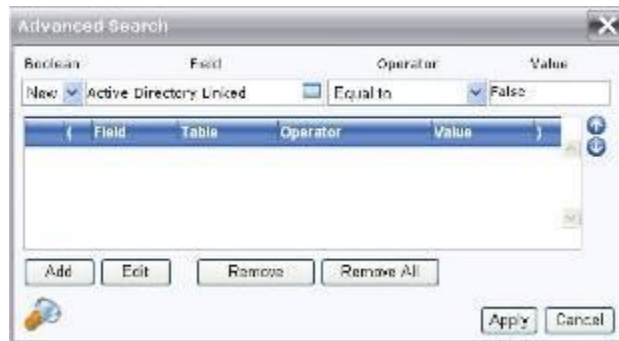 Advanced Search
Boolean Field Operator Value
New Active Directory Linked Equal to False
( Field Table Operator Value )
Add Edit Remove Remove All
Apply Cancel